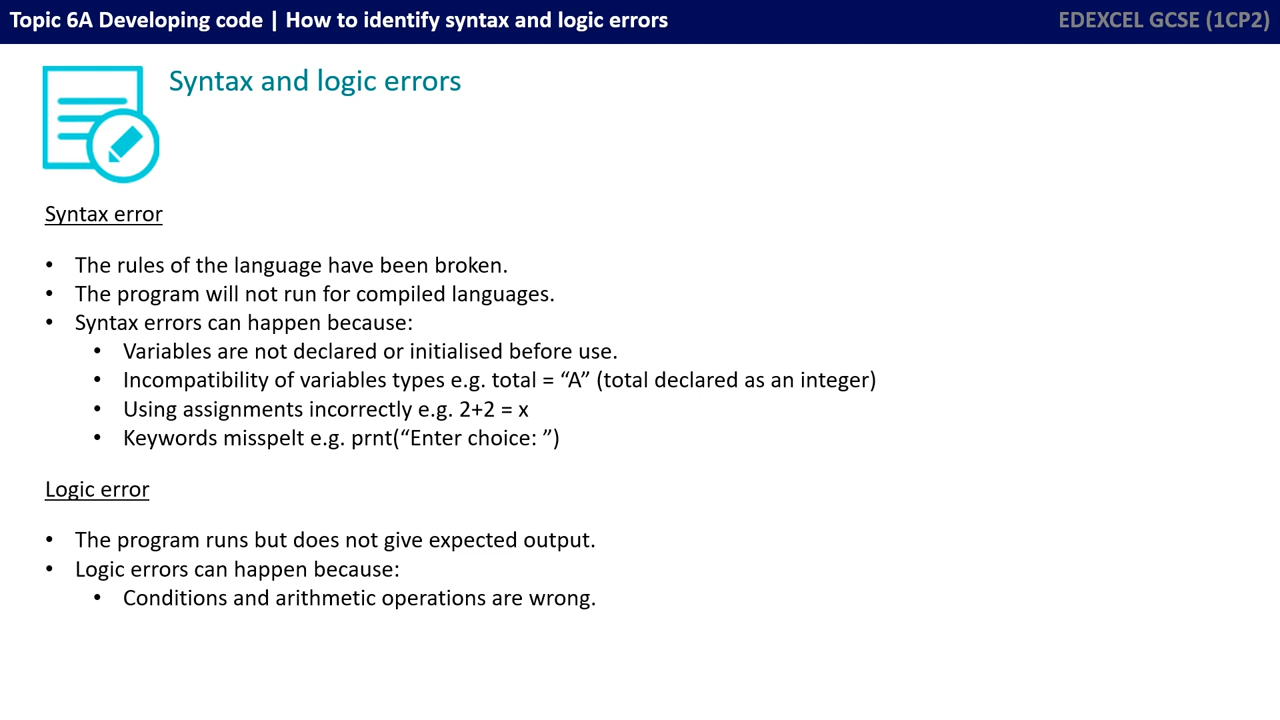 Topic 6A Developing code | How to identify syntax and logic errors
EDEXCEL GCSE (1CP2)
Syntax and logic errors
Syntax error
• The rules of the language have been broken.
• The program will not run for compiled languages.
• Syntax errors can happen because:
• Variables are not declared or initialised before use.
• Incompatibility of variables types e.g. total = “A” (total declared as an integer)
• Using assignments incorrectly e.g. 2+2 = x
• Keywords misspelt e.g. prnt(“Enter choice: ”)
Logic error
• The program runs but does not give expected output.
• Logic errors can happen because:
• Conditions and arithmetic operations are wrong.